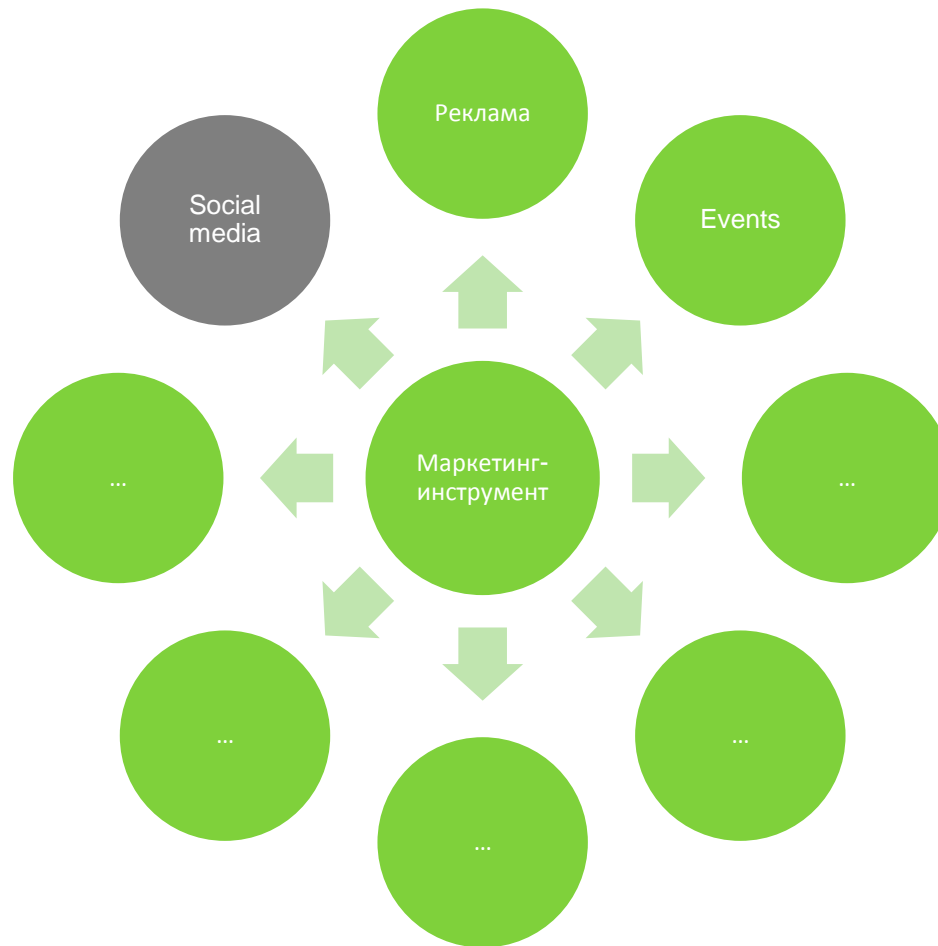 Реклама
Social
media
Events
...
Маркетинг-
инструмент
...
...
...
...